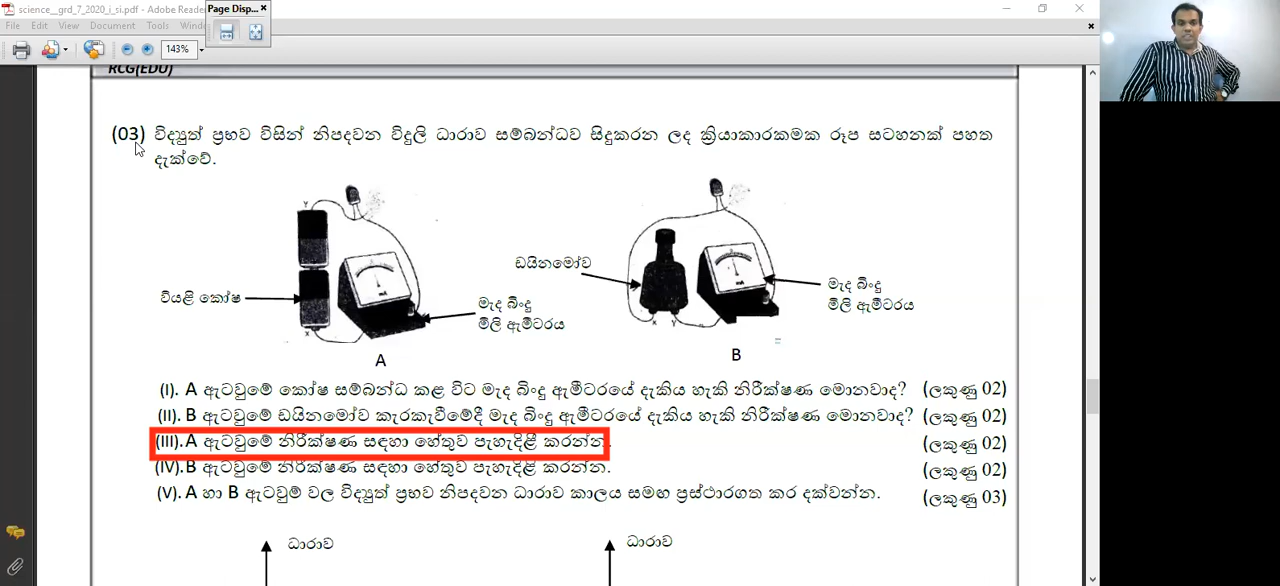 science__grd_7_2020_i_si.pdf - Adobe Reader
Page Disp...
File Edit View Document Tools Window
143%
RCG(EDU)
(03) විද්‍යුත් ප්‍රභව විසින් නිපදවන විදුලි ධාරාව සම්බන්ධව සිදුකරන ලද ක්‍රියාකාරකමක රූප සටහනක් පහත
දැක්වේ.
Y
ඩයිනමෝව
වියළි කෝෂ
මැද බිංදු
මිලි ඇමීටරය
මැද බිංදු
මිලි ඇමීටරය
mA
mA
X
X Y
A
B
(I). A ඇටවුමේ කෝෂ සම්බන්ධ කළ විට මැද බිංදු ඇමීටරයේ දැකිය හැකි නිරීක්ෂණ මොනවාද? (ලකුණු 02)
(II). B ඇටවුමේ ඩයිනමෝව කැරකැවීමේදී මැද බිංදු ඇමීටරයේ දැකිය හැකි නිරීක්ෂණ මොනවාද? (ලකුණු 02)
(III). A ඇටවුමේ නිරීක්ෂණ සඳහා හේතුව පැහැදිළි කරන්න. (ලකුණු 02)
(IV). B ඇටවුමේ නිරීක්ෂණ සඳහා හේතුව පැහැදිළි කරන්න. (ලකුණු 02)
(V). A හා B ඇටවුම් වල විද්‍යුත් ප්‍රභව නිපදවන ධාරාව කාලය සමඟ ප්‍රස්ථාරගත කර දක්වන්න. (ලකුණු 03)
ධාරාව
ධාරාව